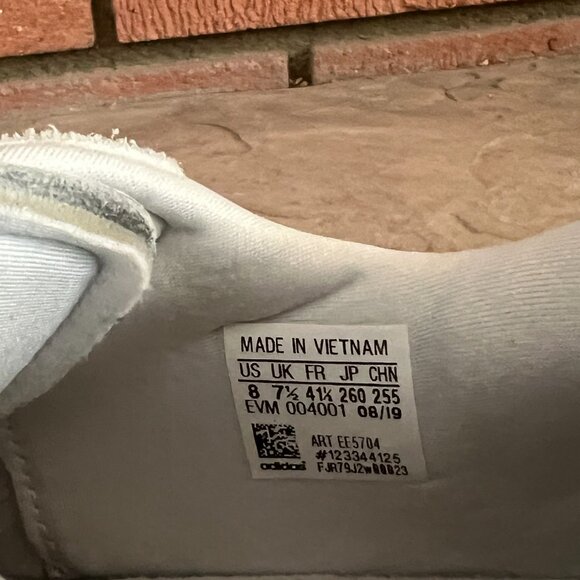 MADE IN VIETNAM
US UK FR JP CHN
8 7½ 41⅓ 260 255
EVM 004001 08/19
ART EE5704
#123344125
adidas